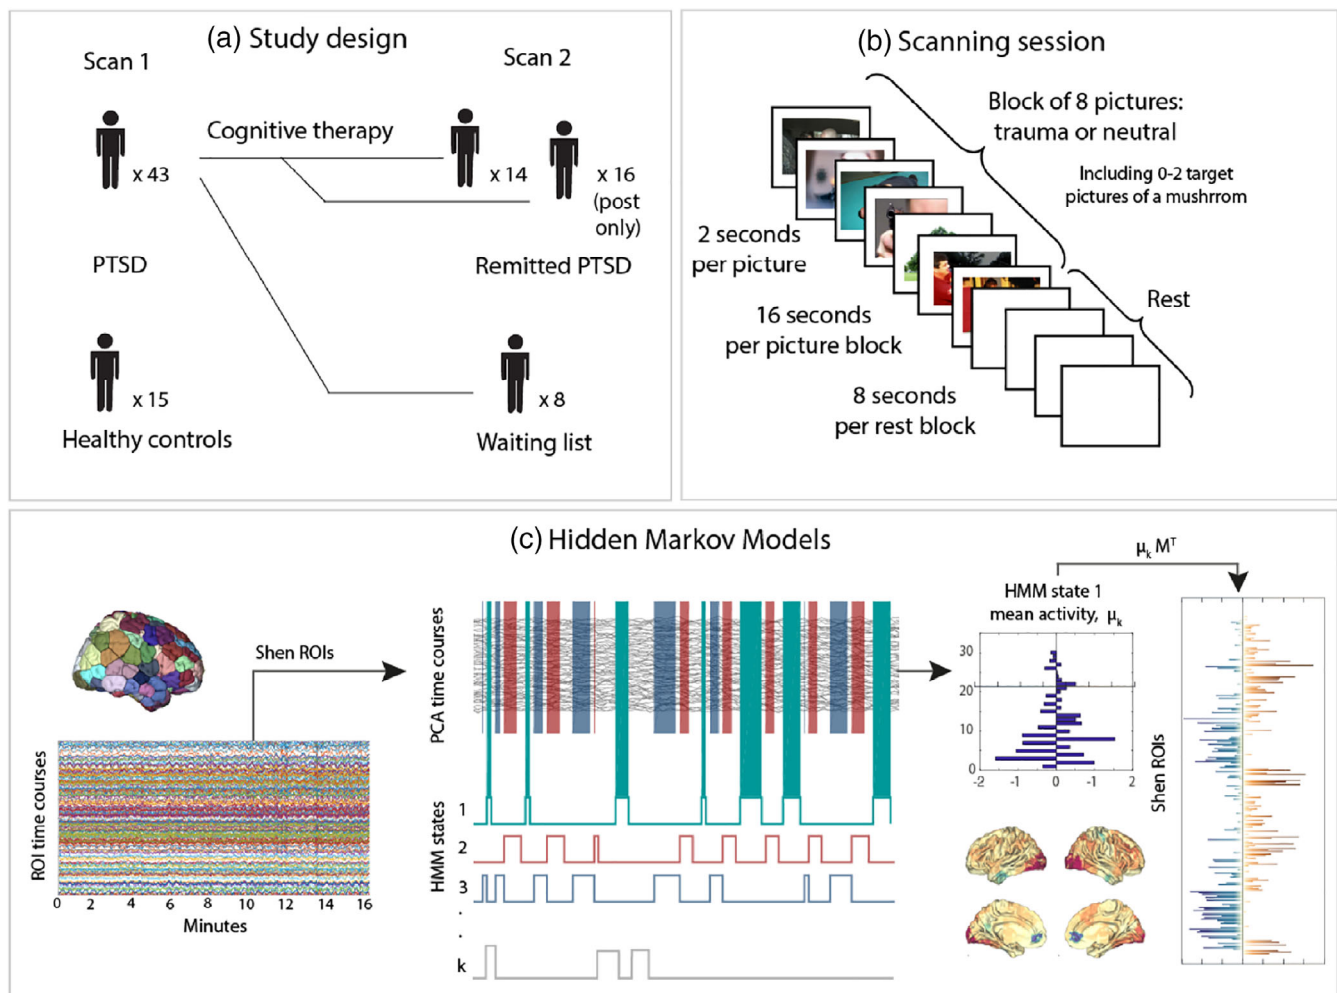 (a) Study design
Scan 1
Scan 2
Cognitive therapy
x 43
x 14
x 16
(post
only)
PTSD
Remitted PTSD
x 15
x 8
Healthy controls
Waiting list
(b) Scanning session
Block of 8 pictures:
trauma or neutral
Including 0-2 target
pictures of a mushrrom
2 seconds
per picture
16 seconds
per picture block
8 seconds
per rest block
Rest
(c) Hidden Markov Models
Shen ROIs
ROI time courses
0 2 4 6 8 10 12 14 16
Minutes
PCA time courses
HMM states
1
2
3
.
.
k
μk Mᵀ
HMM state 1
mean activity, μk
30
20
10
0
-2 -1 0 1 2
Shen ROIs